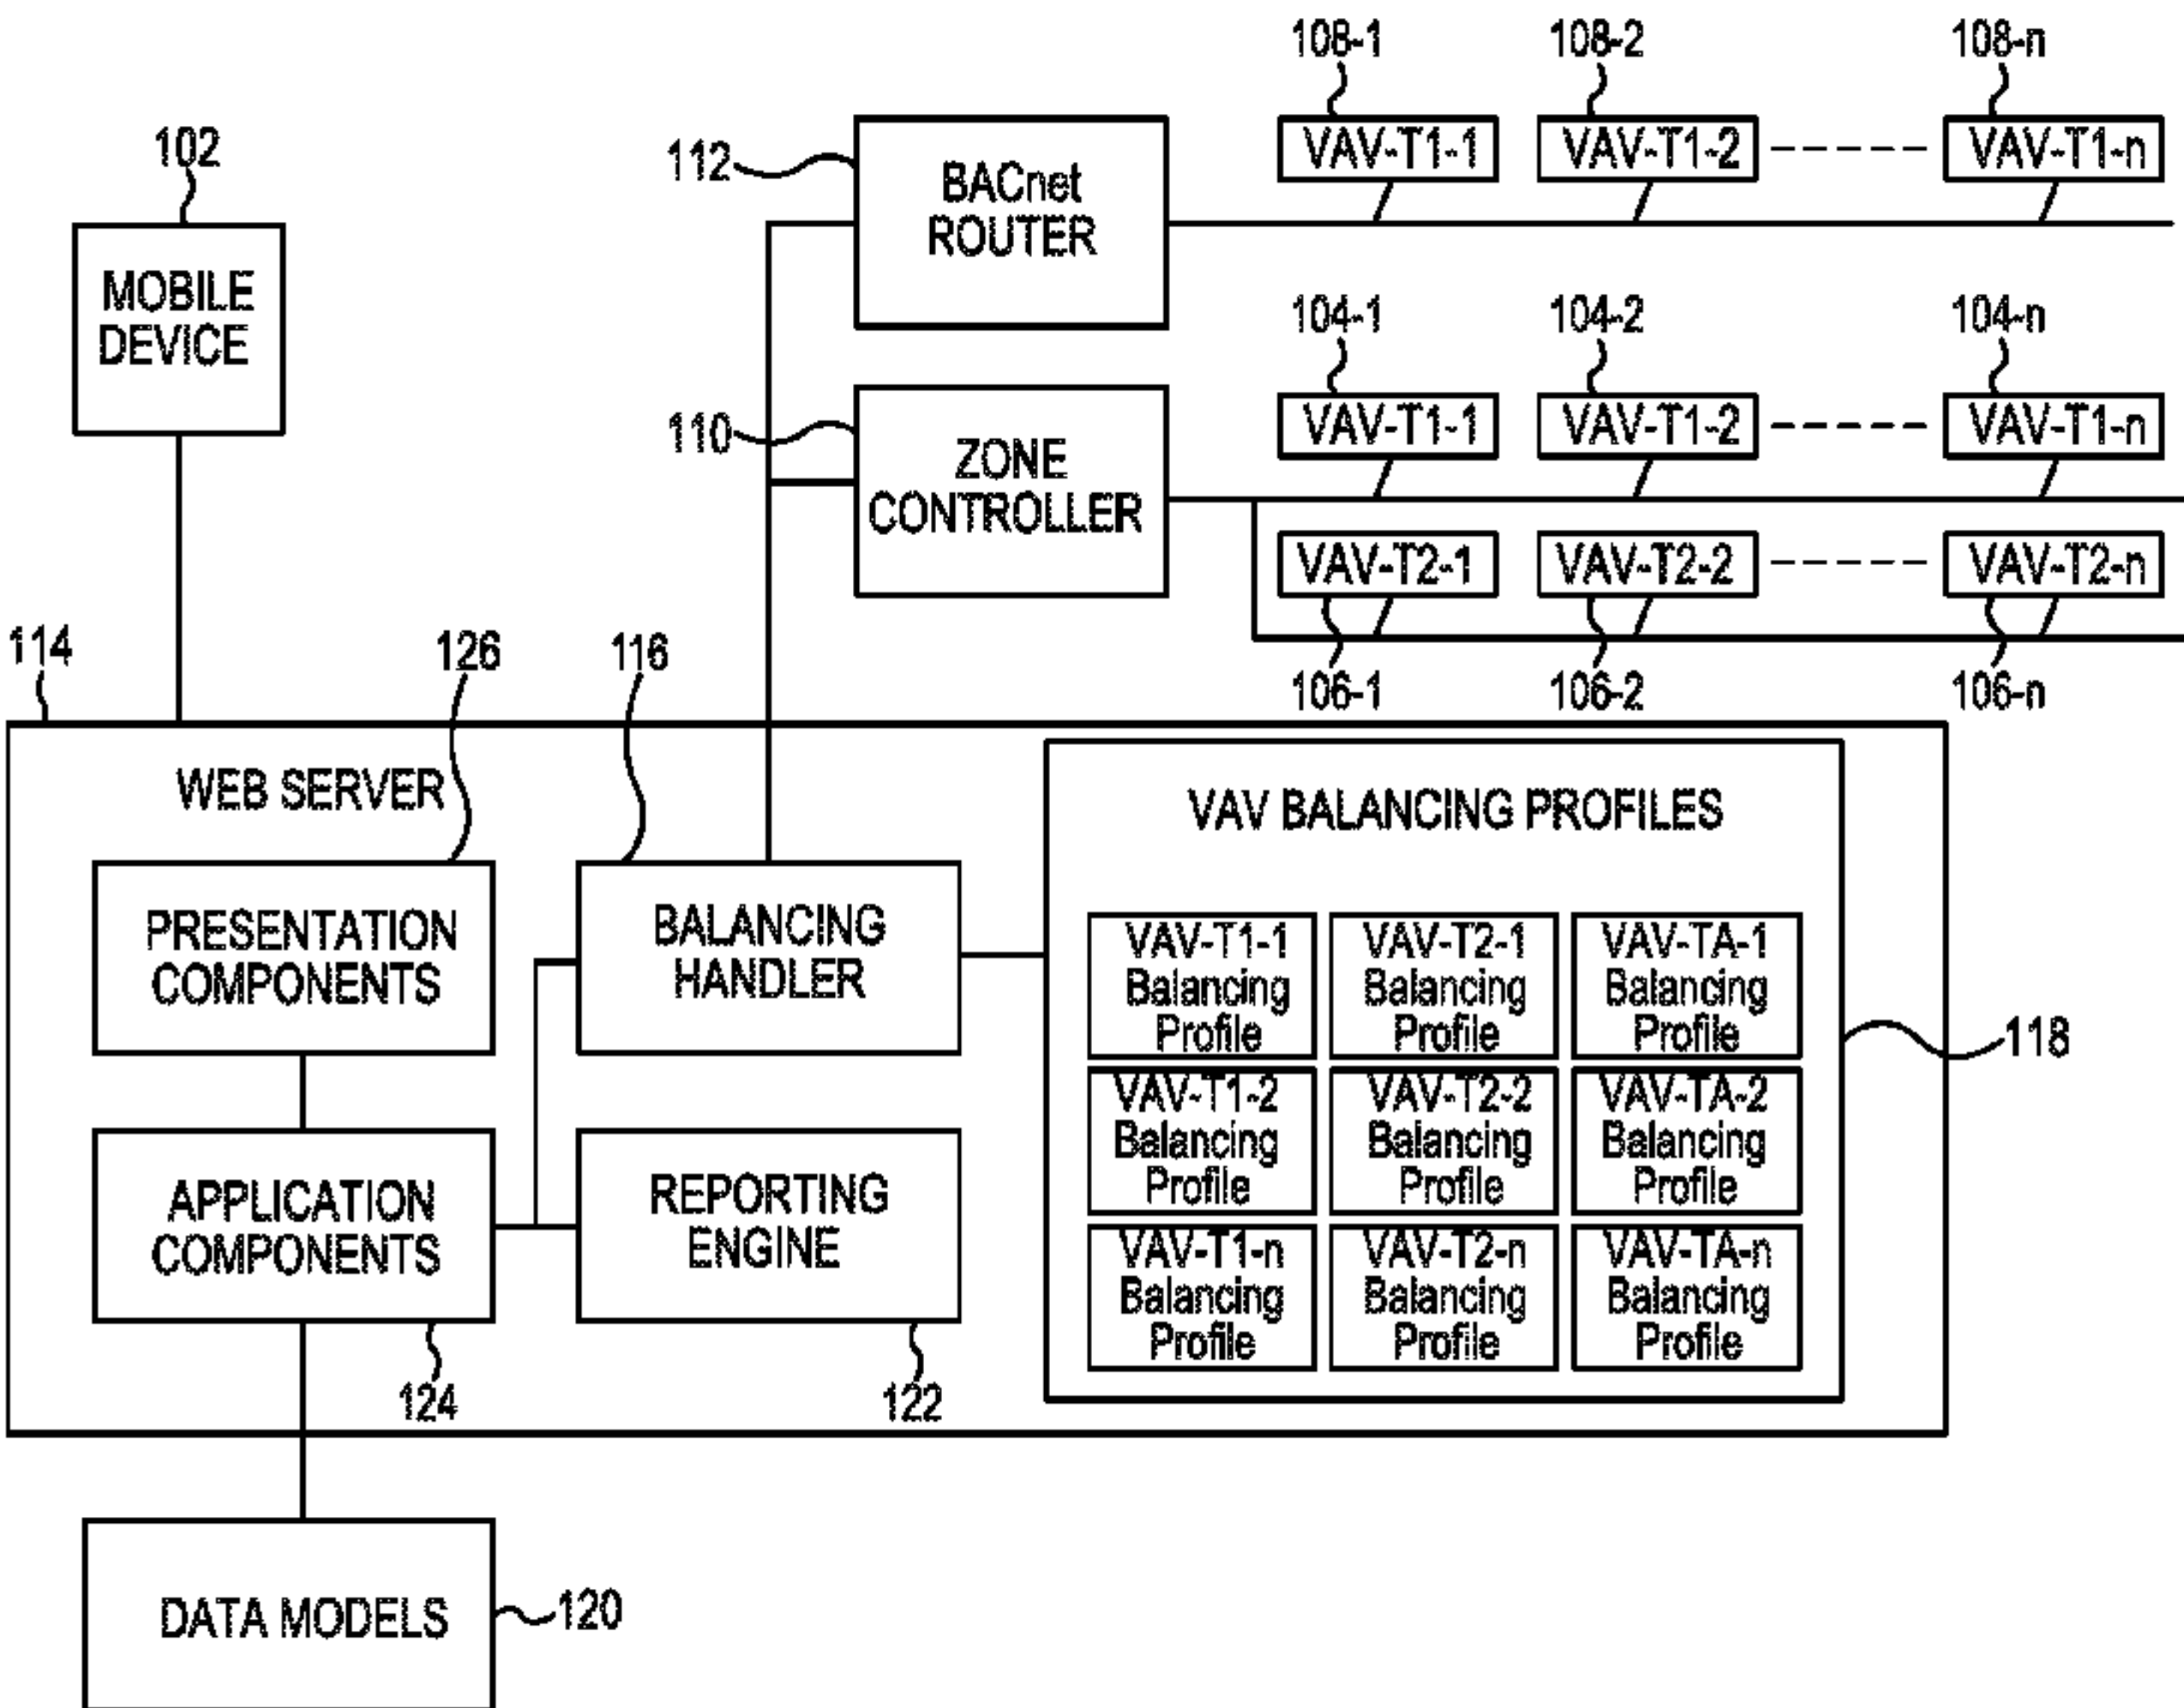 108-1
108-2
108-n
102
112
BACnet
ROUTER
VAV-T1-1
VAV-T1-2
VAV-T1-n
MOBILE
DEVICE
104-1
104-2
104-n
110
ZONE
CONTROLLER
VAV-T1-1
VAV-T1-2
VAV-T1-n
VAV-T2-1
VAV-T2-2
VAV-T2-n
106-1
106-2
106-n
114
126
116
WEB SERVER
PRESENTATION
COMPONENTS
BALANCING
HANDLER
APPLICATION
COMPONENTS
REPORTING
ENGINE
124
122
VAV BALANCING PROFILES
VAV-T1-1
Balancing
Profile
VAV-T2-1
Balancing
Profile
VAV-TA-1
Balancing
Profile
VAV-T1-2
Balancing
Profile
VAV-T2-2
Balancing
Profile
VAV-TA-2
Balancing
Profile
VAV-T1-n
Balancing
Profile
VAV-T2-n
Balancing
Profile
VAV-TA-n
Balancing
Profile
118
DATA MODELS
120